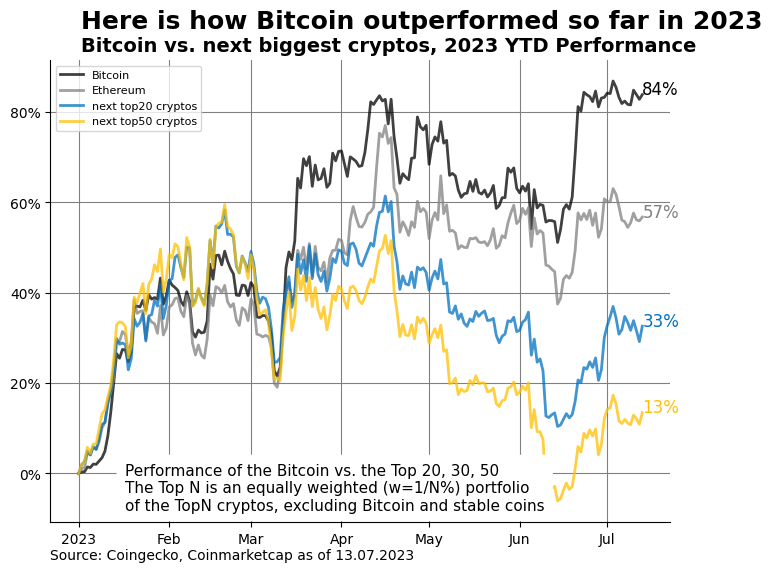 Here is how Bitcoin outperformed so far in 2023
Bitcoin vs. next biggest cryptos, 2023 YTD Performance
Bitcoin
Ethereum
next top20 cryptos
next top50 cryptos
80%
60%
40%
20%
0%
84%
57%
33%
13%
Performance of the Bitcoin vs. the Top 20, 30, 50
The Top N is an equally weighted (w=1/N%) portfolio
of the TopN cryptos, excluding Bitcoin and stable coins
2023 Feb Mar Apr May Jun Jul
Source: Coingecko, Coinmarketcap as of 13.07.2023